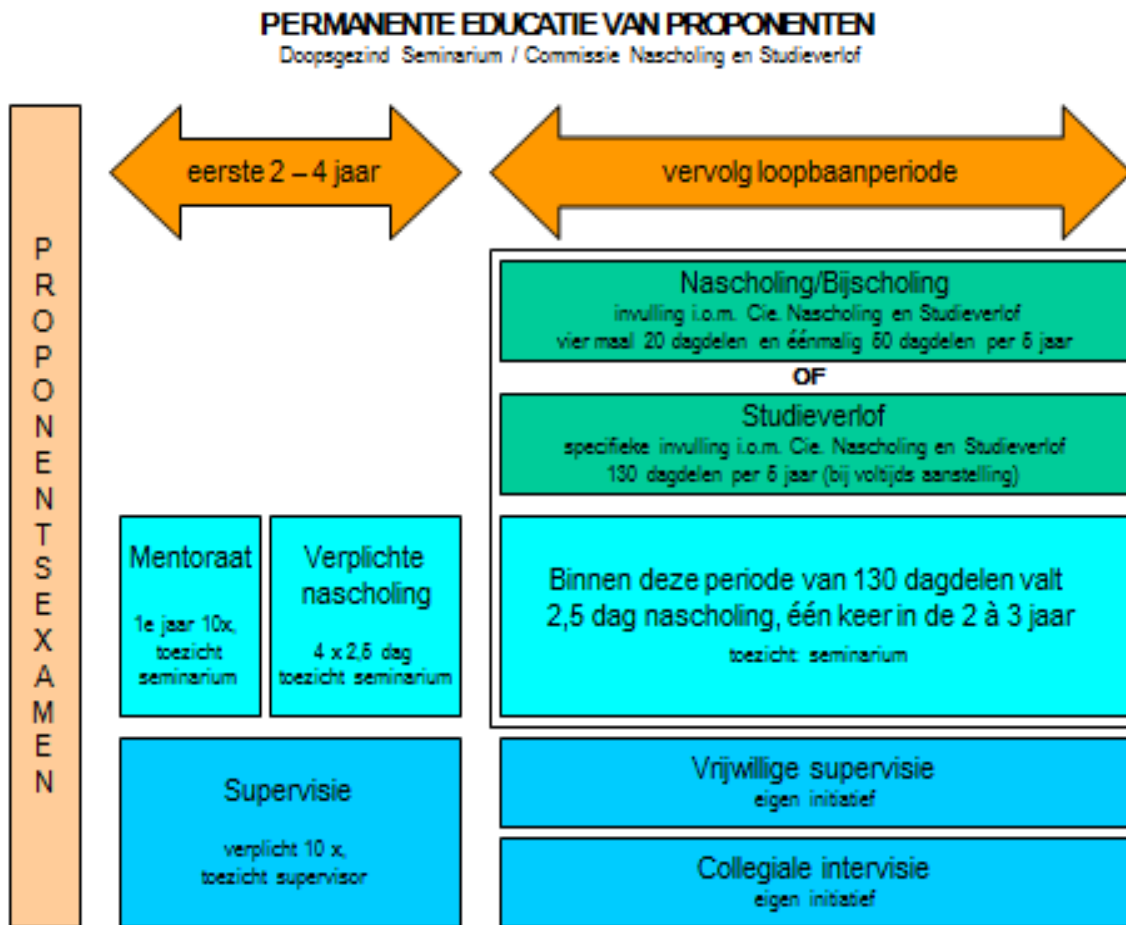 PERMANENTE EDUCATIE VAN PROPONENTEN
Doopsgezind Seminarium / Commissie Nascholing en Studieverlof
PROPONENTSEXAMEN
eerste 2 – 4 jaar
vervolg loopbaanperiode
Nascholing/Bijscholing
invulling i.o.m. Cie. Nascholing en Studieverlof
vier maal 20 dagdelen en éénmalig 50 dagdelen per 5 jaar
OF
Studieverlof
specifieke invulling i.o.m. Cie. Nascholing en Studieverlof
130 dagdelen per 5 jaar (bij voltijds aanstelling)
Mentoraat
1e jaar 10x,
toezicht
seminarium
Verplichte
nascholing
4 x 2,5 dag
toezicht seminarium
Binnen deze periode van 130 dagdelen valt
2,5 dag nascholing, één keer in de 2 à 3 jaar
toezicht: seminarium
Supervisie
verplicht 10 x,
toezicht supervisor
Vrijwillige supervisie
eigen initiatief
Collegiale intervisie
eigen initiatief